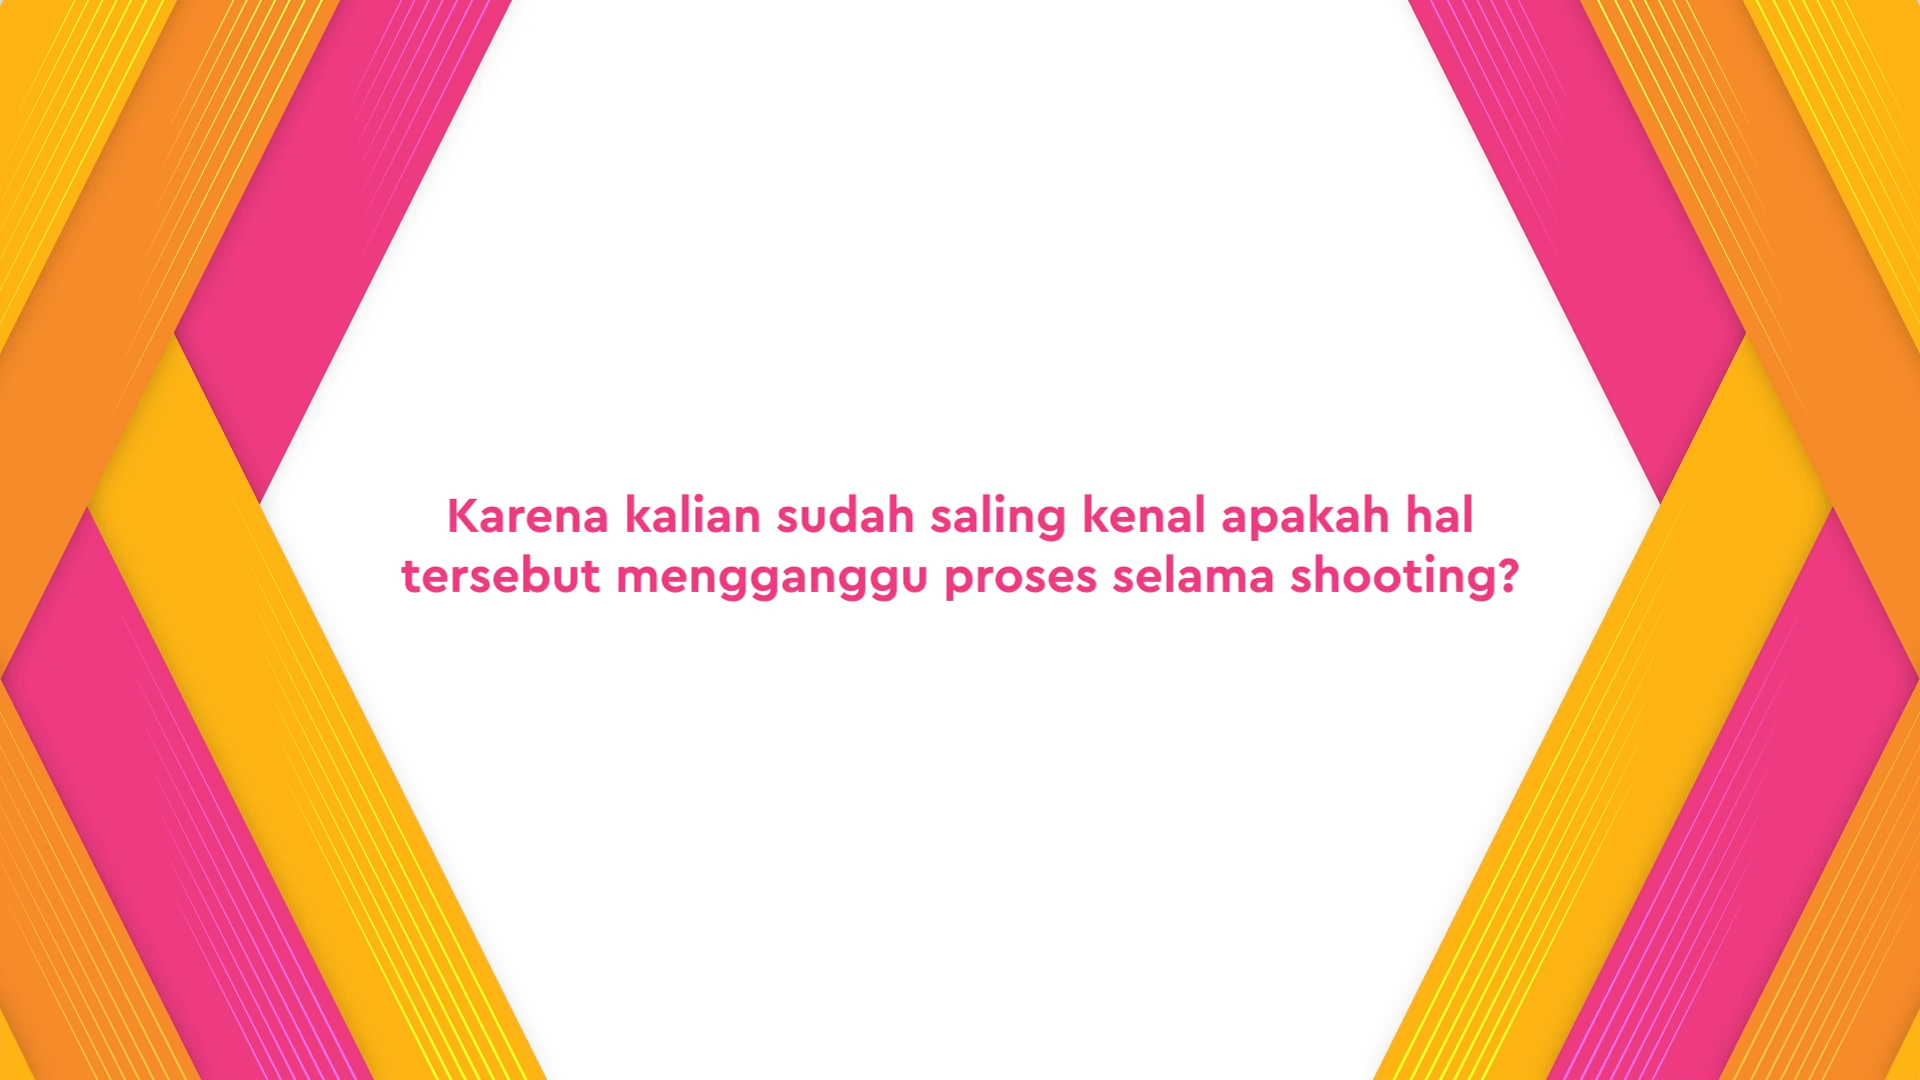 Karena kalian sudah saling kenal apakah hal
tersebut mengganggu proses selama shooting?